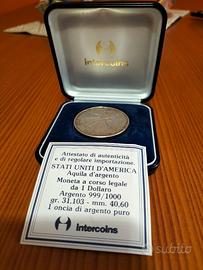 Intercoins
Attestato di autenticità
e di regolare importazione.
STATI UNITI D'AMERICA
Aquila d'argento
Moneta a corso legale
da 1 Dollaro
Argento 999/1000
gr. 31.103 - mm. 40,60
1 oncia di argento puro
Intercoins
subito